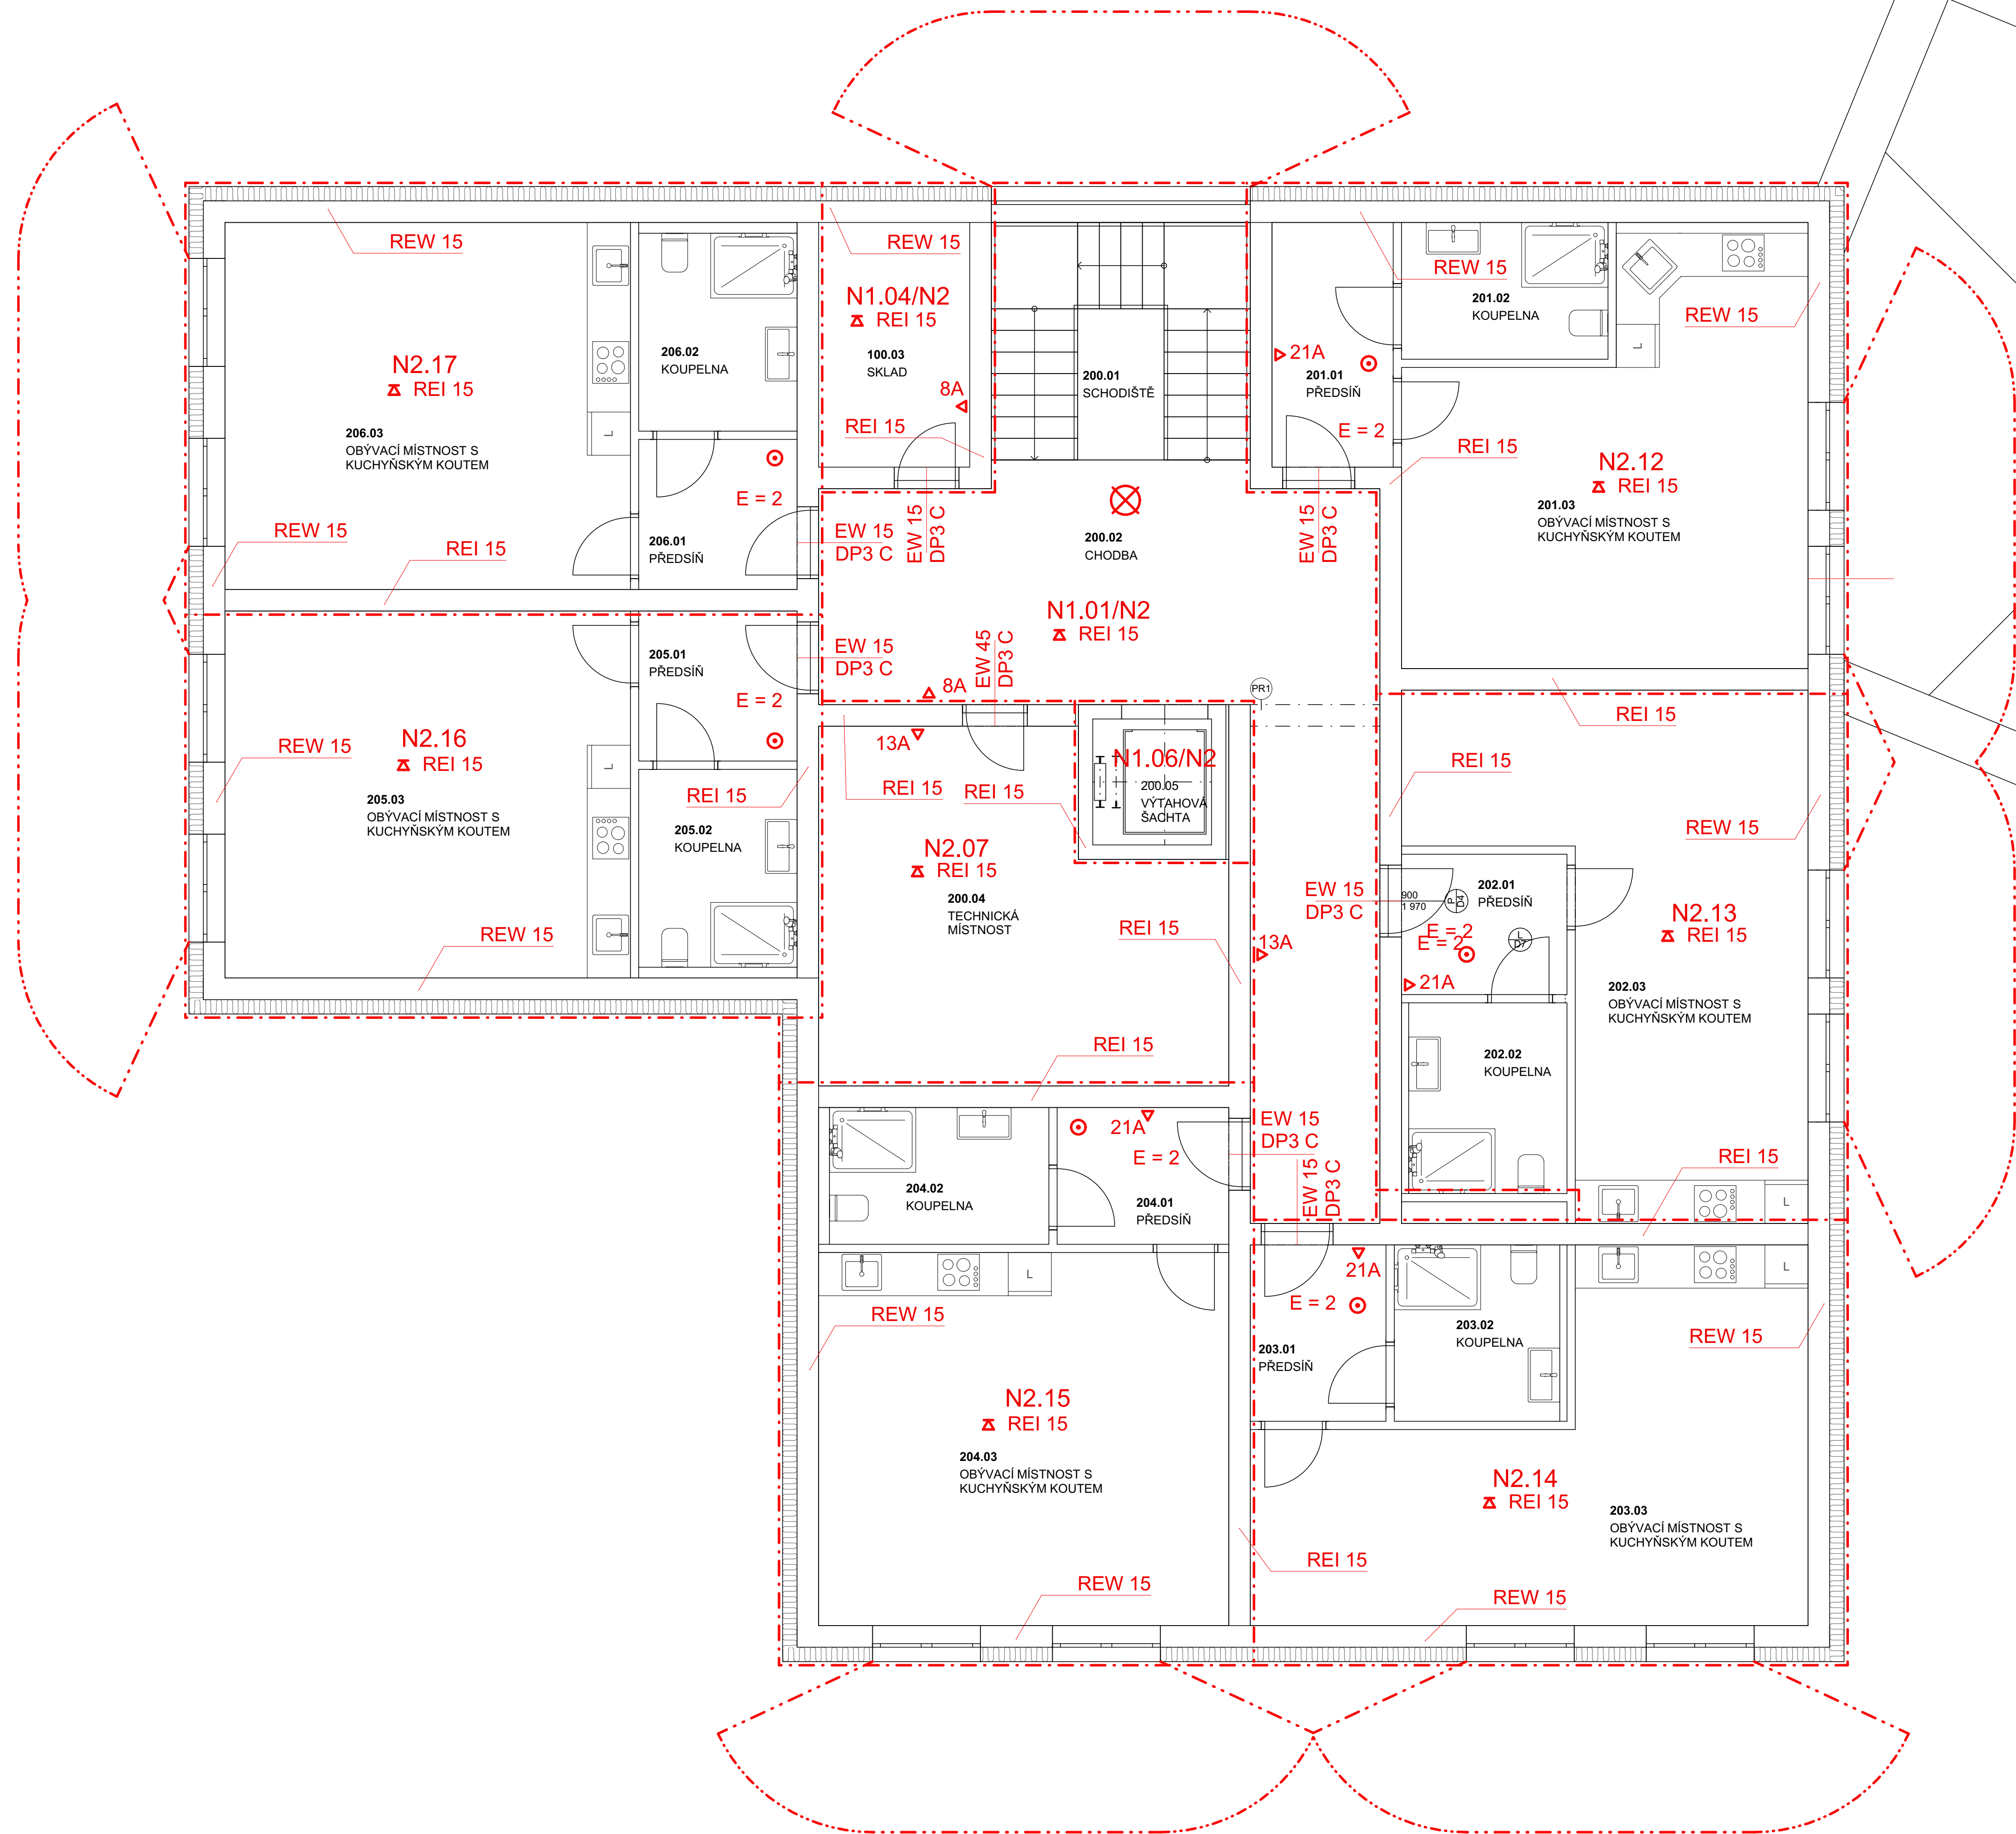 REW 15
N2.17
REI 15
206.03
OBÝVACÍ MÍSTNOST S
KUCHYŇSKÝM KOUTEM
L
206.02
KOUPELNA
REW 15
N1.04/N2
REI 15
100.03
SKLAD
8A
REI 15
200.01
SCHODIŠTĚ
REW 15
21A
201.01
PŘEDSÍŇ
E = 2
201.02
KOUPELNA
L
REW 15
REI 15
N2.12
REI 15
201.03
OBÝVACÍ MÍSTNOST S
KUCHYŇSKÝM KOUTEM
REW 15
REI 15
E = 2
206.01
PŘEDSÍŇ
EW 15
DP3 C
EW 15
DP3 C
200.02
CHODBA
EW 15
DP3 C
N1.01/N2
REI 15
EW 45
DP3 C
8A
PR1
REI 15
205.01
PŘEDSÍŇ
E = 2
EW 15
DP3 C
N2.16
REI 15
REW 15
205.03
OBÝVACÍ MÍSTNOST S
KUCHYŇSKÝM KOUTEM
L
REI 15
205.02
KOUPELNA
REW 15
13A
REI 15
REI 15
N1.06/N2
200.05
VÝTAHOVÁ
ŠACHTA
N2.07
REI 15
200.04
TECHNICKÁ
MÍSTNOST
REI 15
13A
REI 15
REI 15
REW 15
EW 15
DP3 C
900
1 970
P
D4
202.01
PŘEDSÍŇ
E = 2
E = 2
L
D7
21A
N2.13
REI 15
202.03
OBÝVACÍ MÍSTNOST S
KUCHYŇSKÝM KOUTEM
202.02
KOUPELNA
REI 15
L
21A
E = 2
EW 15
DP3 C
EW 15
DP3 C
204.02
KOUPELNA
204.01
PŘEDSÍŇ
L
REW 15
21A
E = 2
203.01
PŘEDSÍŇ
203.02
KOUPELNA
L
REW 15
N2.15
REI 15
204.03
OBÝVACÍ MÍSTNOST S
KUCHYŇSKÝM KOUTEM
N2.14
REI 15
203.03
OBÝVACÍ MÍSTNOST S
KUCHYŇSKÝM KOUTEM
REI 15
REW 15
REW 15